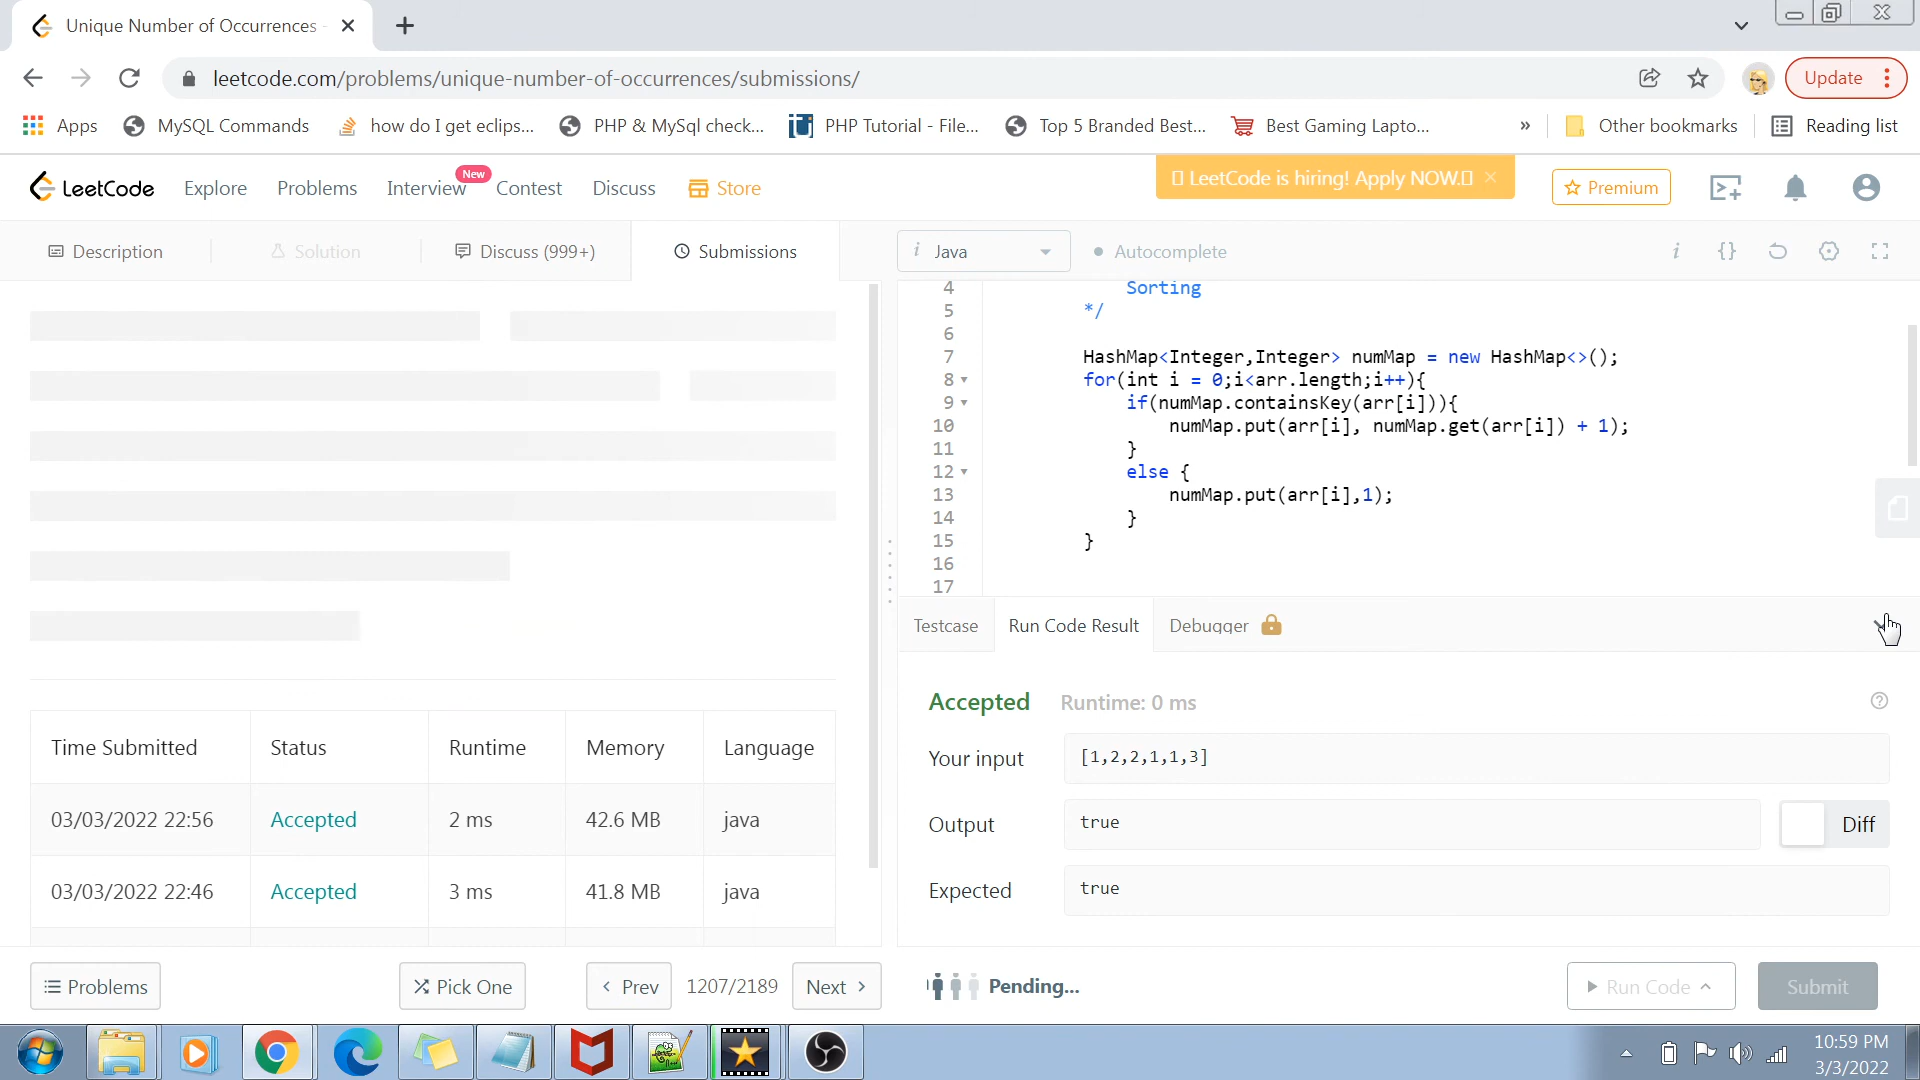 Unique Number of Occurrences -
leetcode.com/problems/unique-number-of-occurrences/submissions/
Update
Apps
MySQL Commands
how do I get eclips...
PHP & MySql check...
PHP Tutorial - File...
Top 5 Branded Best...
Best Gaming Lapto...
»
Other bookmarks
Reading list
LeetCode
Explore
Problems
Interview
New
Contest
Discuss
Store
LeetCode is hiring! Apply NOW.
Premium
Description
Solution
Discuss (999+)
Submissions
i Java
Autocomplete
4 Sorting
5 */
6
7 HashMap<Integer,Integer> numMap = new HashMap<>();
8 for(int i = 0;i<arr.length;i++){
9 if(numMap.containsKey(arr[i])){
10 numMap.put(arr[i], numMap.get(arr[i]) + 1);
11 }
12 else {
13 numMap.put(arr[i],1);
14 }
15 }
16
17
Testcase
Run Code Result
Debugger
Accepted Runtime: 0 ms
Your input [1,2,2,1,1,3]
Output true
Diff
Expected true
Time Submitted Status Runtime Memory Language
03/03/2022 22:56 Accepted 2 ms 42.6 MB java
03/03/2022 22:46 Accepted 3 ms 41.8 MB java
Problems
Pick One
Prev
1207/2189
Next
Pending...
Run Code
Submit
10:59 PM
3/3/2022